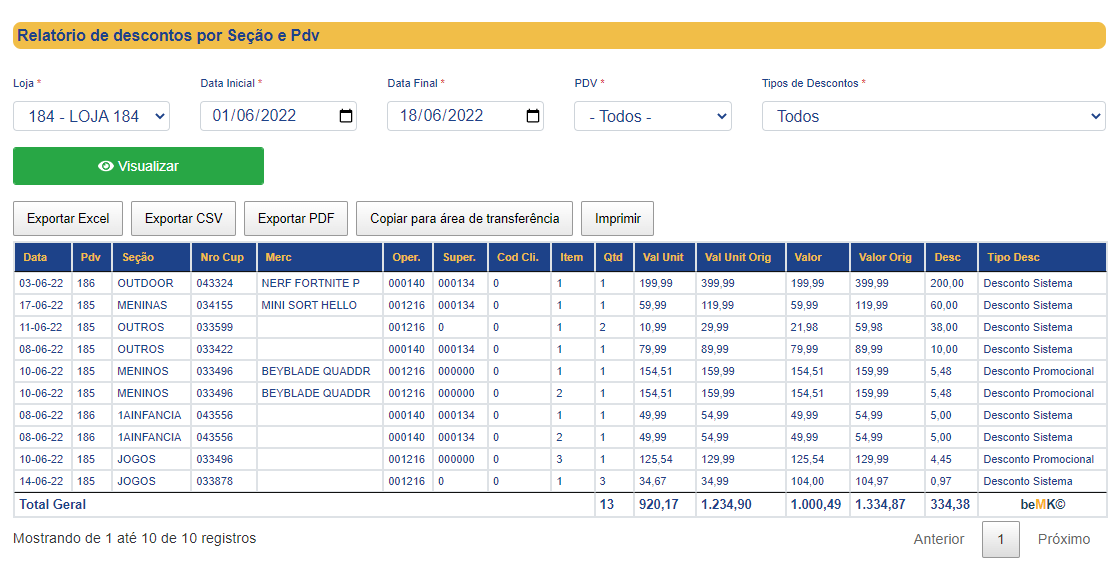 Relatório de descontos por Seção e Pdv
Loja * Data Inicial * Data Final * PDV * Tipos de Descontos *
184 - LOJA 184 01/06/2022 18/06/2022 - Todos - Todos
Visualizar
Exportar Excel Exportar CSV Exportar PDF Copiar para área de transferência Imprimir
Data Pdv Seção Nro Cup Merc Oper. Super. Cod Cli. Item Qtd Val Unit Val Unit Orig Valor Valor Orig Desc Tipo Desc
03-06-22 186 OUTDOOR 043324 NERF FORTNITE P 000140 000134 0 1 1 199,99 399,99 199,99 399,99 200,00 Desconto Sistema
17-06-22 185 MENINAS 034155 MINI SORT HELLO 001216 000134 0 1 1 59,99 119,99 59,99 119,99 60,00 Desconto Sistema
11-06-22 185 OUTROS 033599 001216 0 0 1 2 10,99 29,99 21,98 59,98 38,00 Desconto Sistema
08-06-22 185 OUTROS 033422 000140 000134 0 1 1 79,99 89,99 79,99 89,99 10,00 Desconto Sistema
10-06-22 185 MENINOS 033496 BEYBLADE QUADDR 001216 000000 0 1 1 154,51 159,99 154,51 159,99 5,48 Desconto Promocional
10-06-22 185 MENINOS 033496 BEYBLADE QUADDR 001216 000000 0 2 1 154,51 159,99 154,51 159,99 5,48 Desconto Promocional
08-06-22 186 1AINFANCIA 043556 000140 000134 0 1 1 49,99 54,99 49,99 54,99 5,00 Desconto Sistema
08-06-22 186 1AINFANCIA 043556 000140 000134 0 2 1 49,99 54,99 49,99 54,99 5,00 Desconto Sistema
10-06-22 185 JOGOS 033496 001216 000000 0 3 1 125,54 129,99 125,54 129,99 4,45 Desconto Promocional
14-06-22 185 JOGOS 033878 001216 0 0 1 3 34,67 34,99 104,00 104,97 0,97 Desconto Sistema
Total Geral 13 920,17 1.234,90 1.000,49 1.334,87 334,38 beMK©
Mostrando de 1 até 10 de 10 registros Anterior 1 Próximo